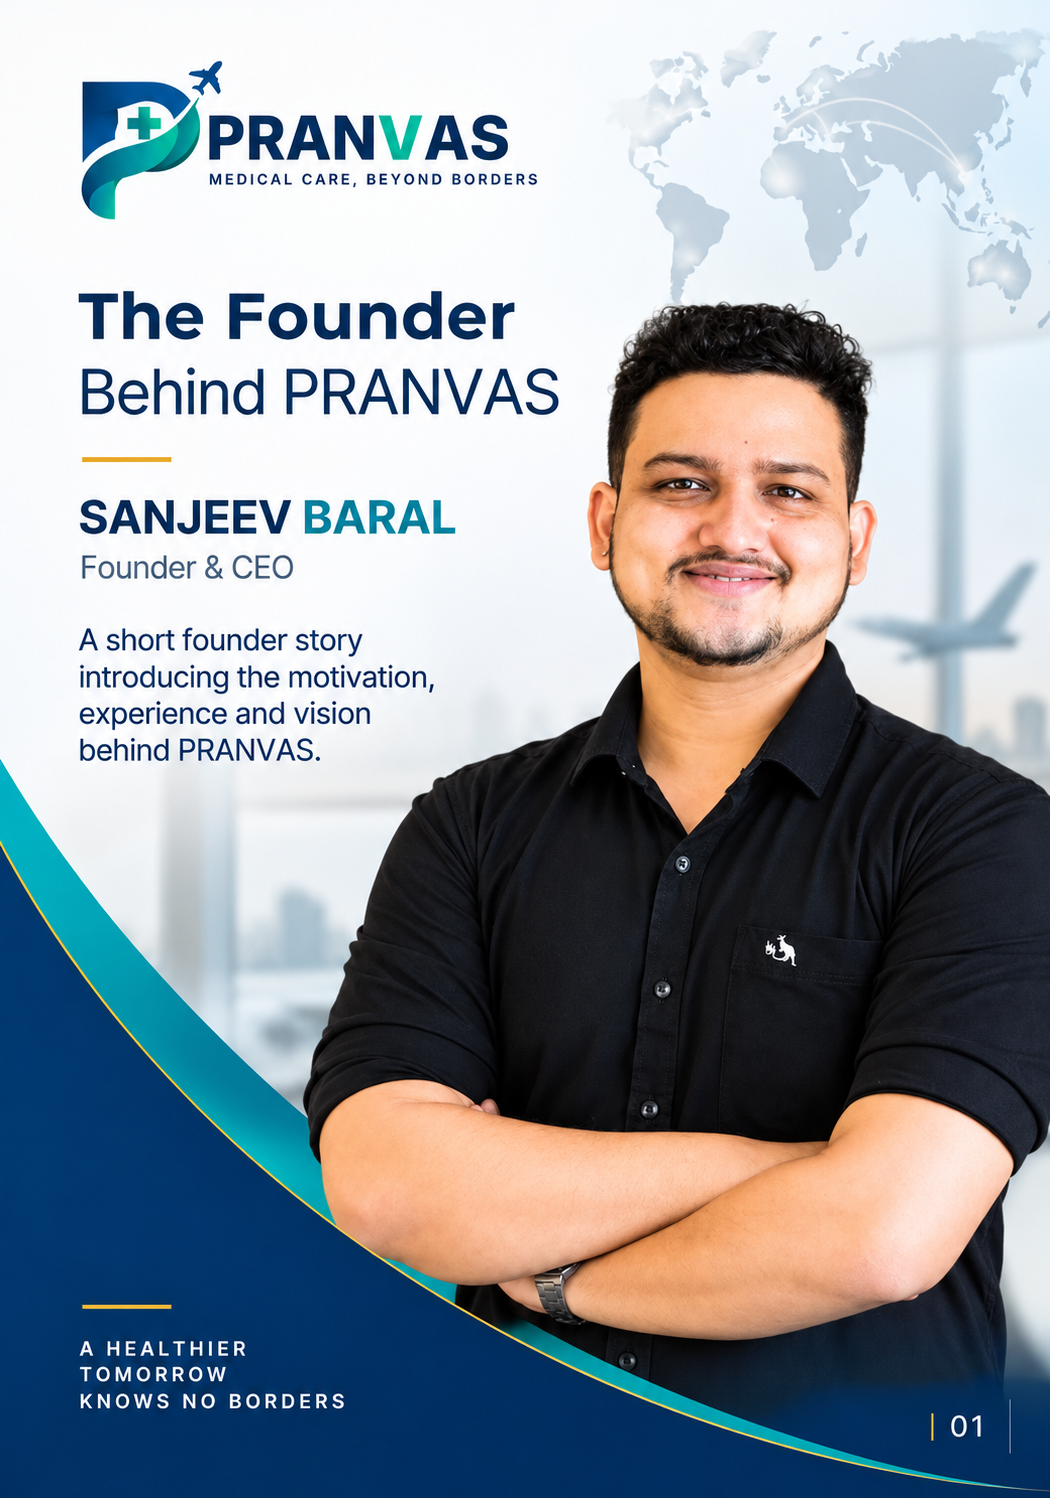 PRANVAS
MEDICAL CARE, BEYOND BORDERS
The Founder
Behind PRANVAS
SANJEEV BARAL
Founder & CEO
A short founder story
introducing the motivation,
experience and vision
behind PRANVAS.
A HEALTHIER
TOMORROW
KNOWS NO BORDERS
01